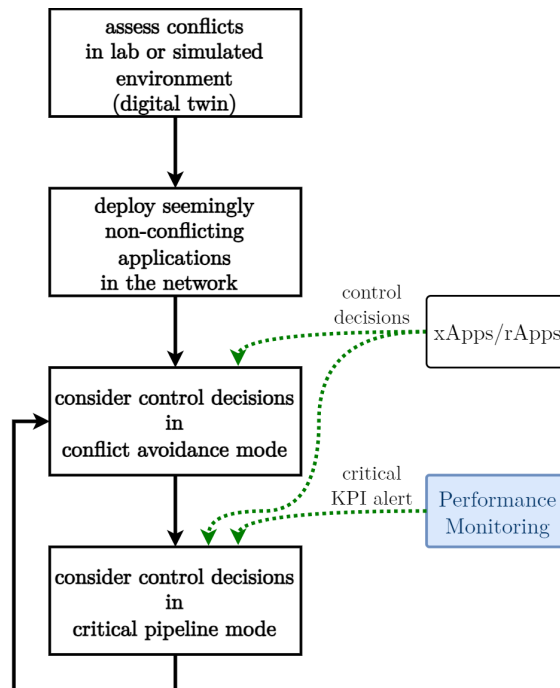 assess conflicts
in lab or simulated
environment
(digital twin)
deploy seemingly
non-conflicting
applications
in the network
control
decisions
xApps/rApps
consider control decisions
in
conflict avoidance mode
critical
KPI alert
Performance
Monitoring
consider control decisions
in
critical pipeline mode